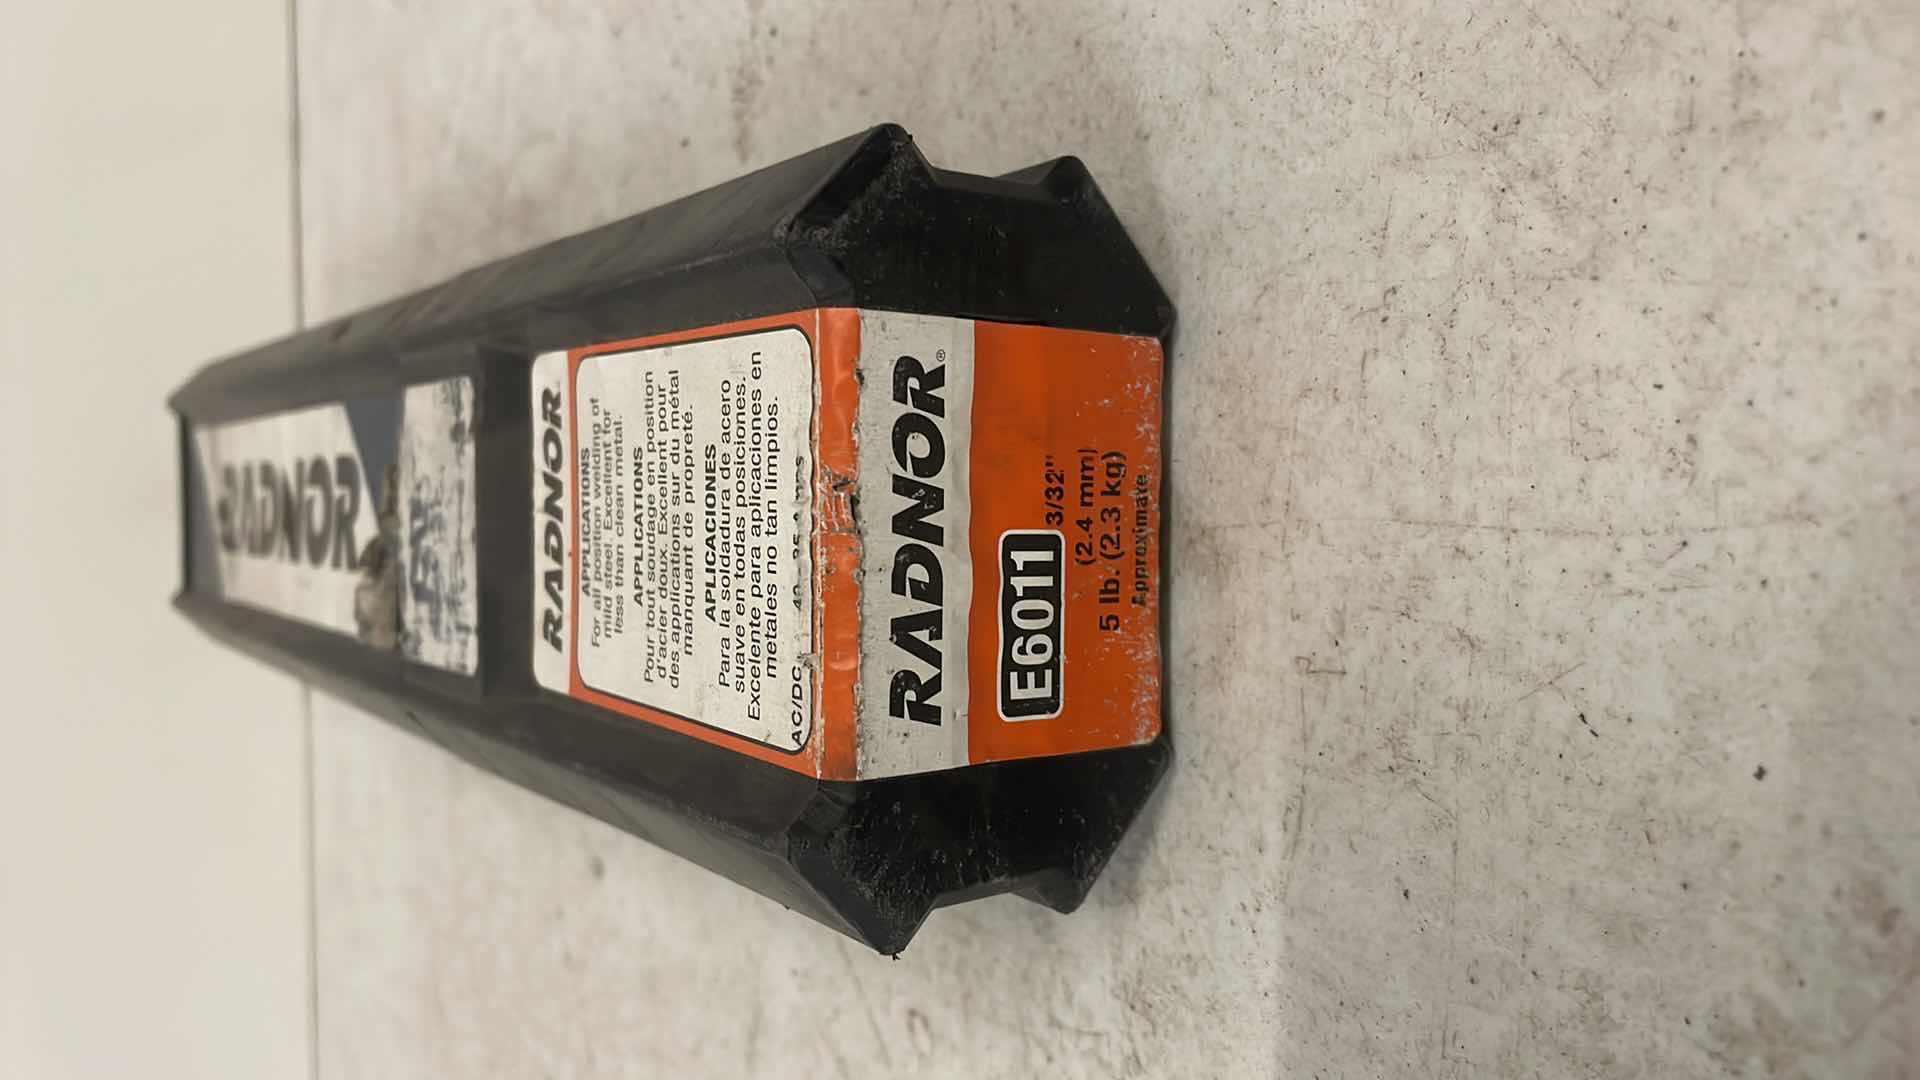 RADNOR
RADNOR
APPLICATIONS
For all position welding of
mild steel. Excellent for
less than clean metal.
APPLICATIONS
Pour tout soudage en position
d'acier doux. Excellent pour
des applications sur du métal
manquant de propreté.
APLICACIONES
Para la soldadura de acero
suave en todas posiciones.
Excelente para aplicaciones en
metales no tan limpios.
AC/DC
RADNOR®
E6011 3/32"
(2.4 mm)
5 lb. (2.3 kg)
Approximate